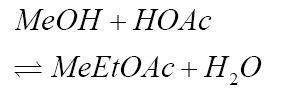 MeOH + HOAc
⇌ MeEtOAc + H₂O